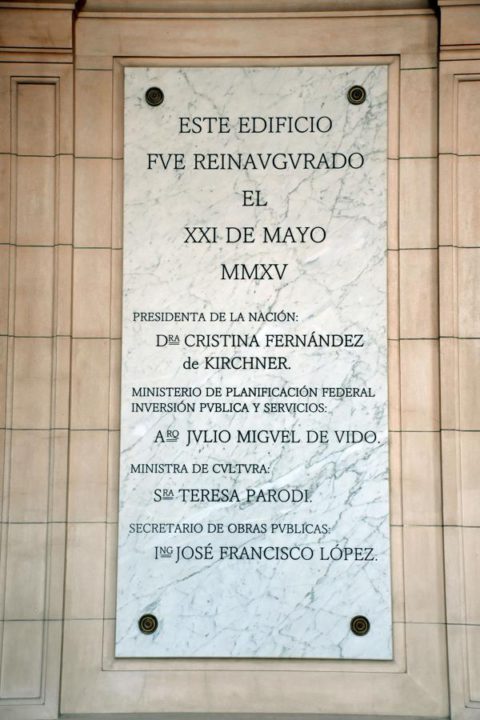 ESTE EDIFICIO
FVE REINAVGVRADO
EL
XXI DE MAYO
MMXV
PRESIDENTA DE LA NACIÓN:
DRA CRISTINA FERNÁNDEZ
de KIRCHNER.
MINISTERIO DE PLANIFICACIÓN FEDERAL
INVERSIÓN PVBLICA Y SERVICIOS:
ARQ JVLIO MIGVEL DE VIDO.
MINISTRA DE CVLTVRA:
SRA TERESA PARODI.
SECRETARIO DE OBRAS PVBLICAS:
ING JOSÉ FRANCISCO LÓPEZ.